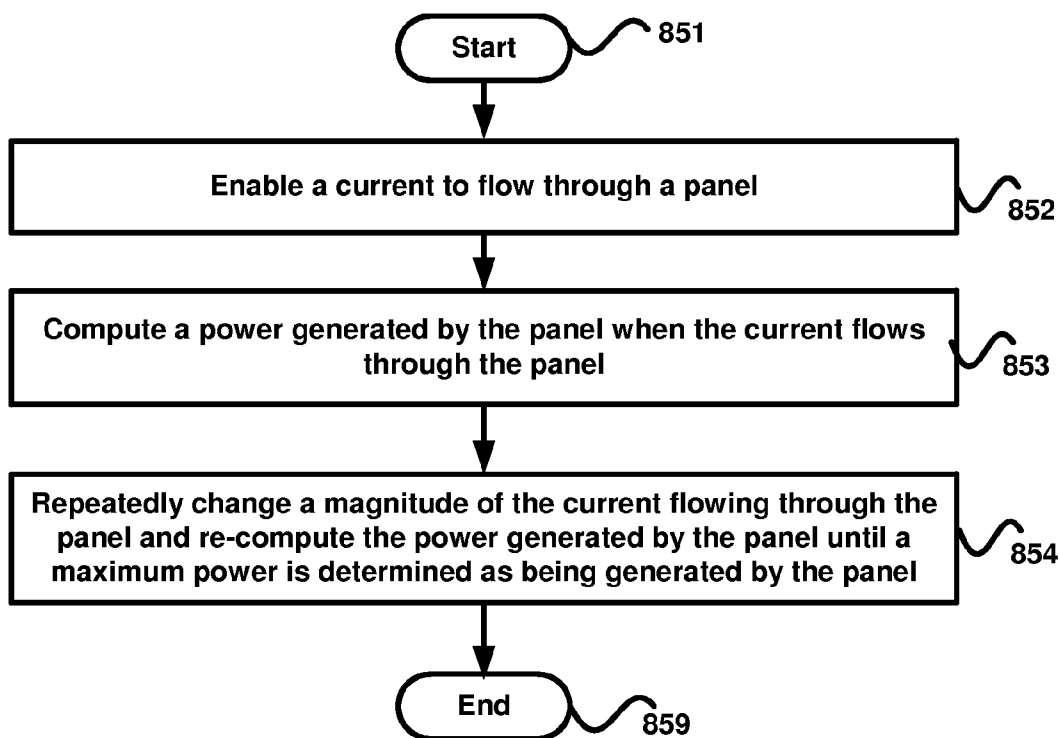 Start
851
Enable a current to flow through a panel
852
Compute a power generated by the panel when the current flows
through the panel
853
Repeatedly change a magnitude of the current flowing through the
panel and re-compute the power generated by the panel until a
maximum power is determined as being generated by the panel
854
End
859